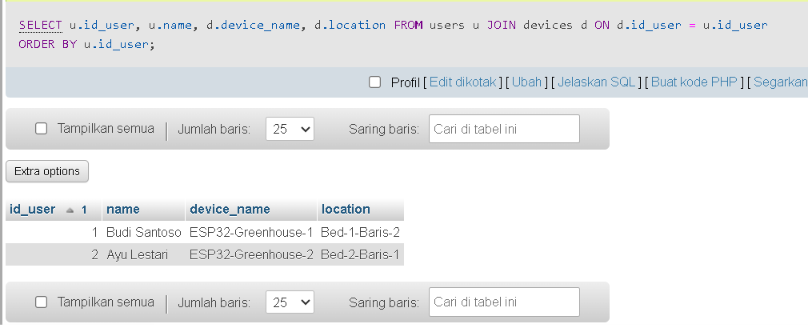 SELECT u.id_user, u.name, d.device_name, d.location FROM users u JOIN devices d ON d.id_user = u.id_user
ORDER BY u.id_user;
Profil [ Edit dikotak ] [ Ubah ] [ Jelaskan SQL ] [ Buat kode PHP ] [ Segarkan
Tampilkan semua | Jumlah baris: 25 Saring baris: Cari di tabel ini
Extra options
id_user 1 name device_name location
1 Budi Santoso ESP32-Greenhouse-1 Bed-1-Baris-2
2 Ayu Lestari ESP32-Greenhouse-2 Bed-2-Baris-1
Tampilkan semua | Jumlah baris: 25 Saring baris: Cari di tabel ini